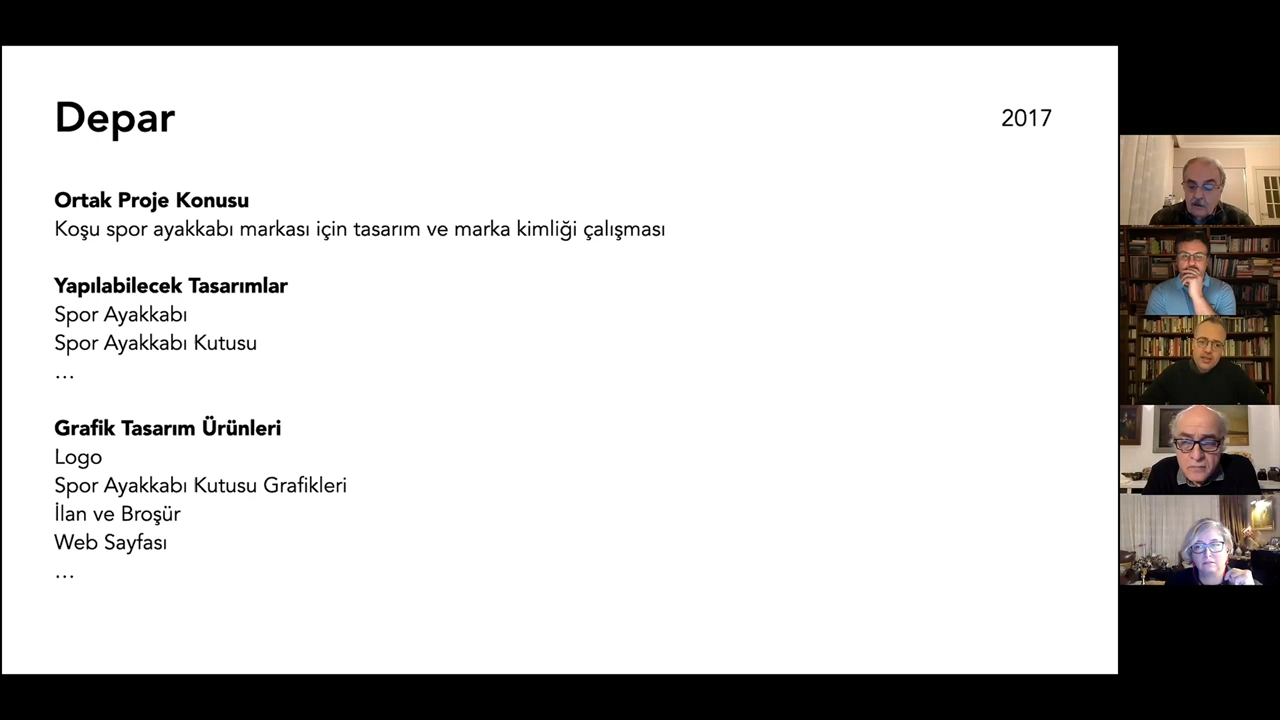 Depar
2017
Ortak Proje Konusu
Koşu spor ayakkabı markası için tasarım ve marka kimliği çalışması
Yapılabilecek Tasarımlar
Spor Ayakkabı
Spor Ayakkabı Kutusu
…
Grafik Tasarım Ürünleri
Logo
Spor Ayakkabı Kutusu Grafikleri
İlan ve Broşür
Web Sayfası
…